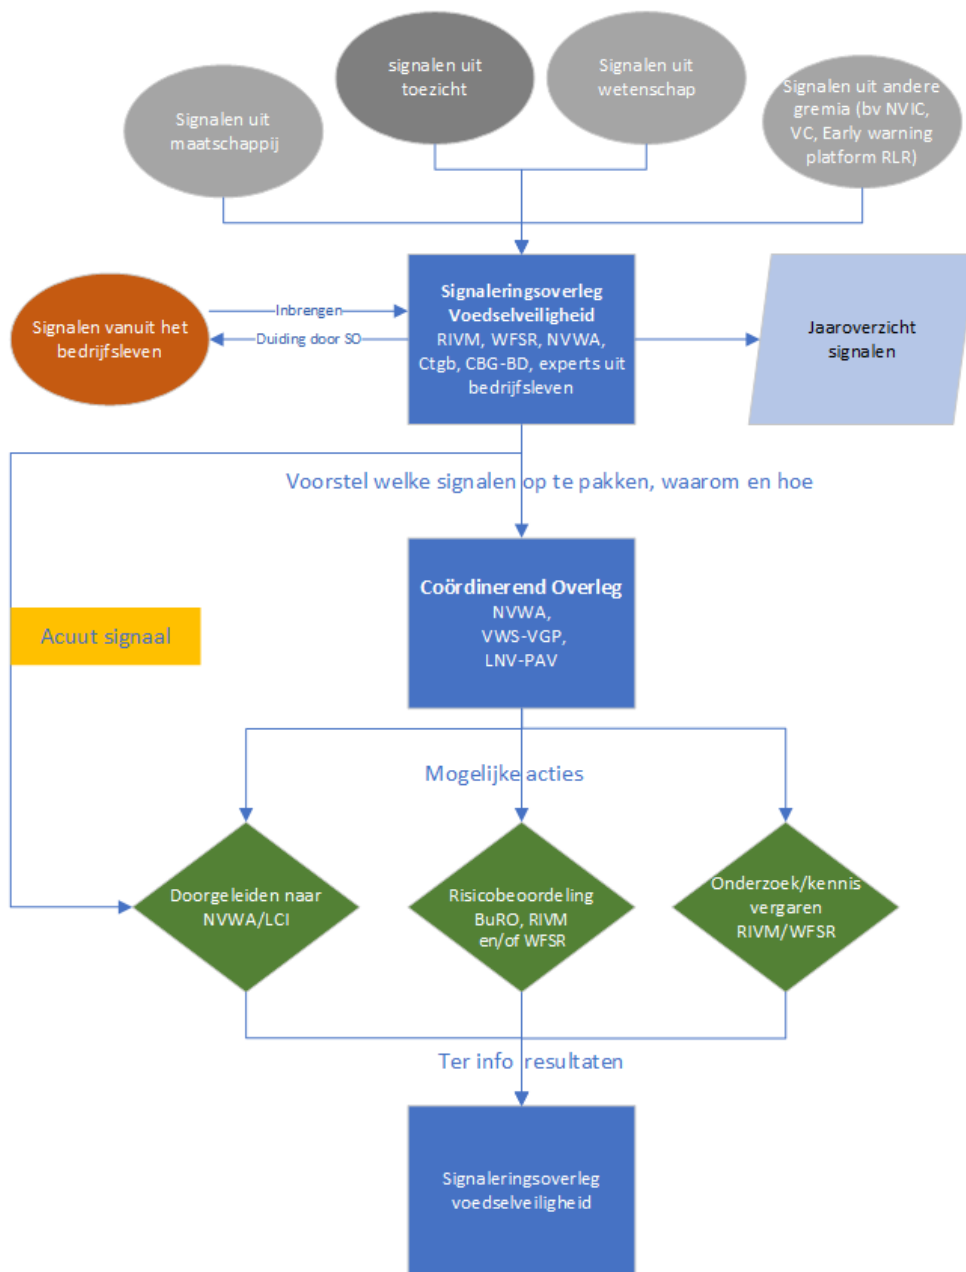 signalen uit
toezicht
Signalen uit
wetenschap
Signalen uit
maatschappij
Signalen uit andere
gremia (bv NVIC,
VC, Early warning
platform RLR)
Signalen vanuit het
bedrijfsleven
Inbrengen
Duiding door SO
Signaleringsoverleg
Voedselveiligheid
RIVM, WFSR, NVWA,
Ctgb, CBG-BD, experts uit
bedrijfsleven
Jaaroverzicht
signalen
Voorstel welke signalen op te pakken, waarom en hoe
Coördinerend Overleg
NVWA,
VWS-VGP,
LNV-PAV
Acuut signaal
Mogelijke acties
Doorgeleiden naar
NVWA/LCI
Risicobeoordeling
BuRO, RIVM
en/of WFSR
Onderzoek/kennis
vergaren
RIVM/WFSR
Ter info resultaten
Signaleringsoverleg
voedselveiligheid